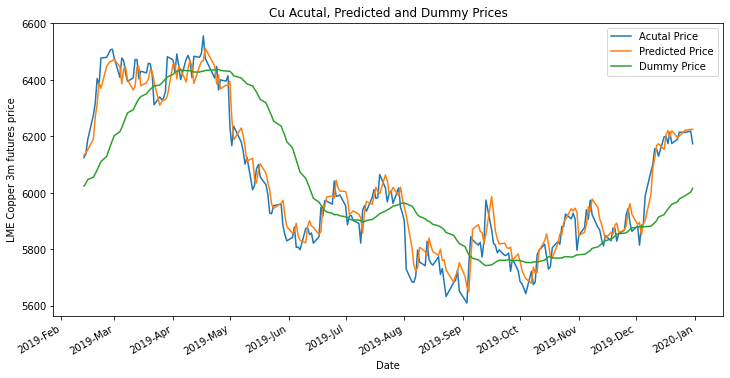 Cu Acutal, Predicted and Dummy Prices
Acutal Price
Predicted Price
Dummy Price
LME Copper 3m futures price
6600
6400
6200
6000
5800
5600
2019-Feb
2019-Mar
2019-Apr
2019-May
2019-Jun
2019-Jul
2019-Aug
2019-Sep
2019-Oct
2019-Nov
2019-Dec
2020-Jan
Date